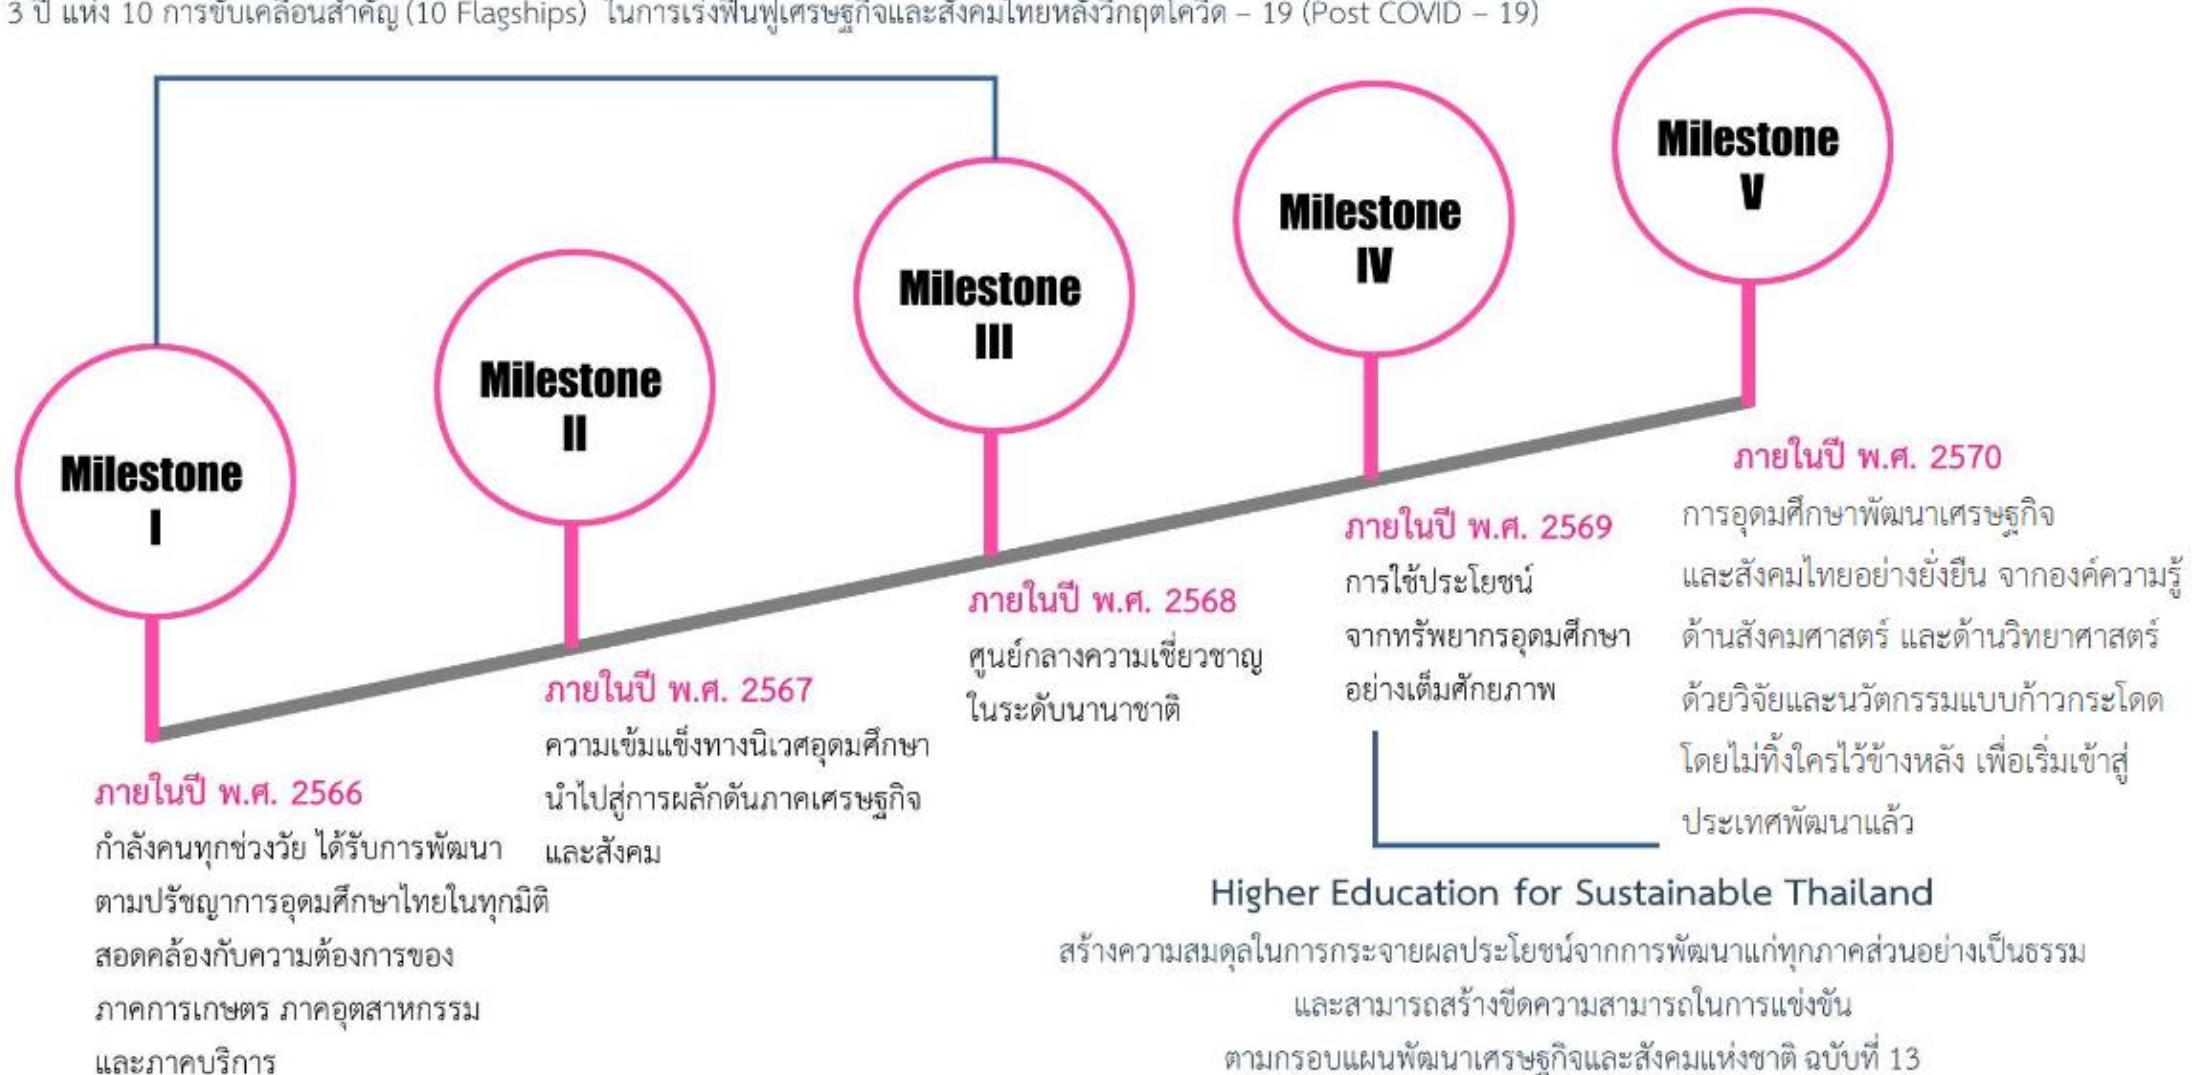 3 ปี แห่ง 10 การขับเคลื่อนสำคัญ (10 Flagships) ในการเร่งฟื้นฟูเศรษฐกิจและสังคมไทยหลังวิกฤตโควิด – 19 (Post COVID – 19)
Milestone
I
ภายในปี พ.ศ. 2566
กำลังคนทุกช่วงวัย ได้รับการพัฒนา
ตามปรัชญาการอุดมศึกษาไทยในทุกมิติ
สอดคล้องกับความต้องการของ
ภาคการเกษตร ภาคอุตสาหกรรม
และภาคบริการ
Milestone
II
ภายในปี พ.ศ. 2567
ความเข้มแข็งทางนิเวศอุดมศึกษา
นำไปสู่การผลักดันภาคเศรษฐกิจ
และสังคม
Milestone
III
ภายในปี พ.ศ. 2568
ศูนย์กลางความเชี่ยวชาญ
ในระดับนานาชาติ
Milestone
IV
ภายในปี พ.ศ. 2569
การใช้ประโยชน์
จากทรัพยากรอุดมศึกษา
อย่างเต็มศักยภาพ
Milestone
V
ภายในปี พ.ศ. 2570
การอุดมศึกษาพัฒนาเศรษฐกิจ
และสังคมไทยอย่างยั่งยืน จากองค์ความรู้
ด้านสังคมศาสตร์ และด้านวิทยาศาสตร์
ด้วยวิจัยและนวัตกรรมแบบก้าวกระโดด
โดยไม่ทิ้งใครไว้ข้างหลัง เพื่อเริ่มเข้าสู่
ประเทศพัฒนาแล้ว
Higher Education for Sustainable Thailand
สร้างความสมดุลในการกระจายผลประโยชน์จากการพัฒนาแก่ทุกภาคส่วนอย่างเป็นธรรม
และสามารถสร้างขีดความสามารถในการแข่งขัน
ตามกรอบแผนพัฒนาเศรษฐกิจและสังคมแห่งชาติ ฉบับที่ 13